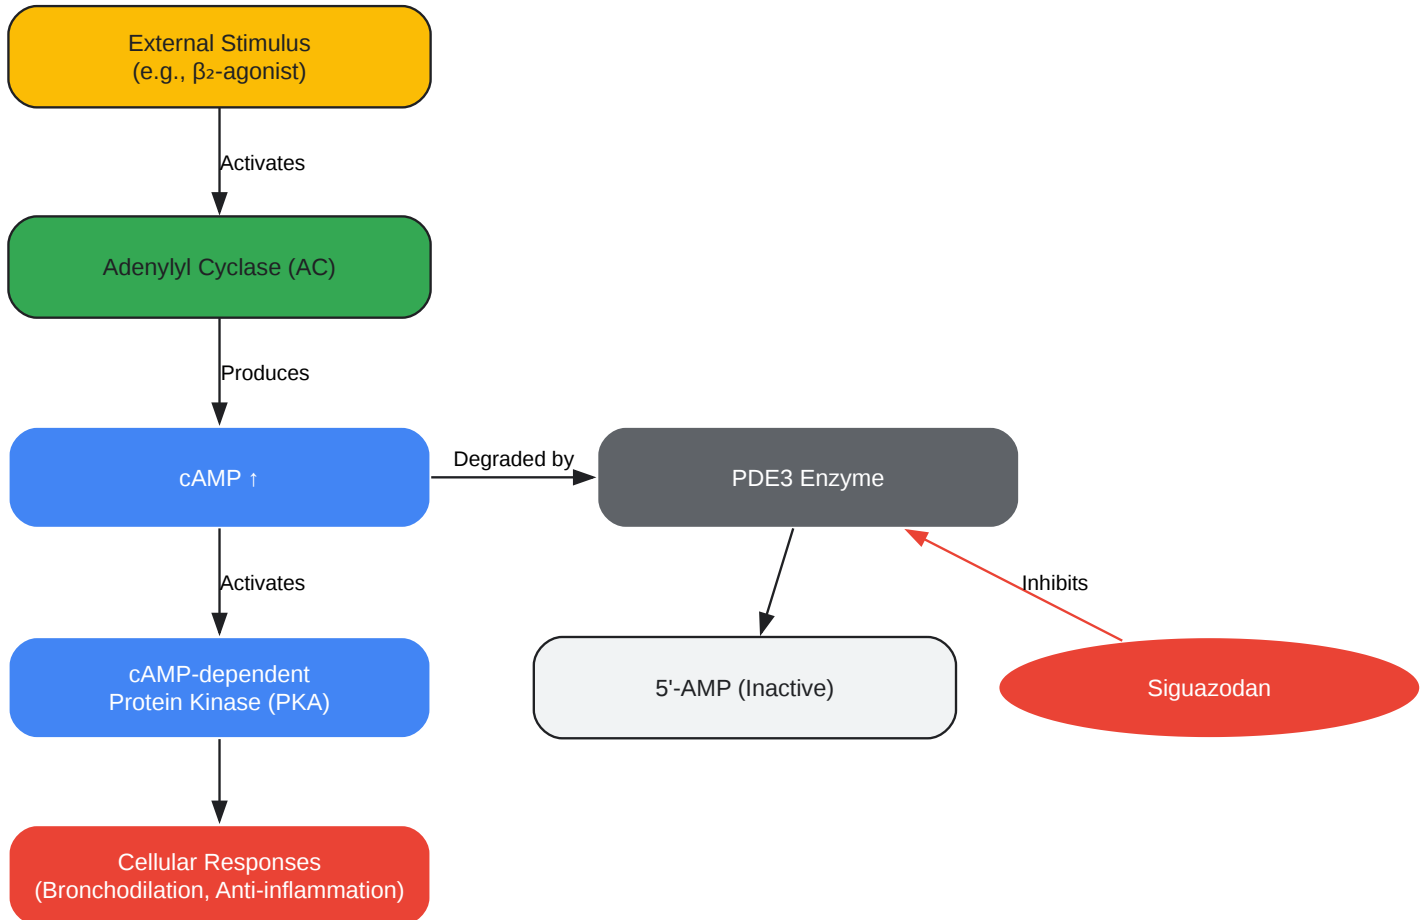 External Stimulus
(e.g., β₂-agonist)
Activates
Adenylyl Cyclase (AC)
Produces
cAMP ↑
Degraded by
PDE3 Enzyme
Activates
Inhibits
cAMP-dependent
Protein Kinase (PKA)
5'-AMP (Inactive)
Siguazodan
Cellular Responses
(Bronchodilation, Anti-inflammation)